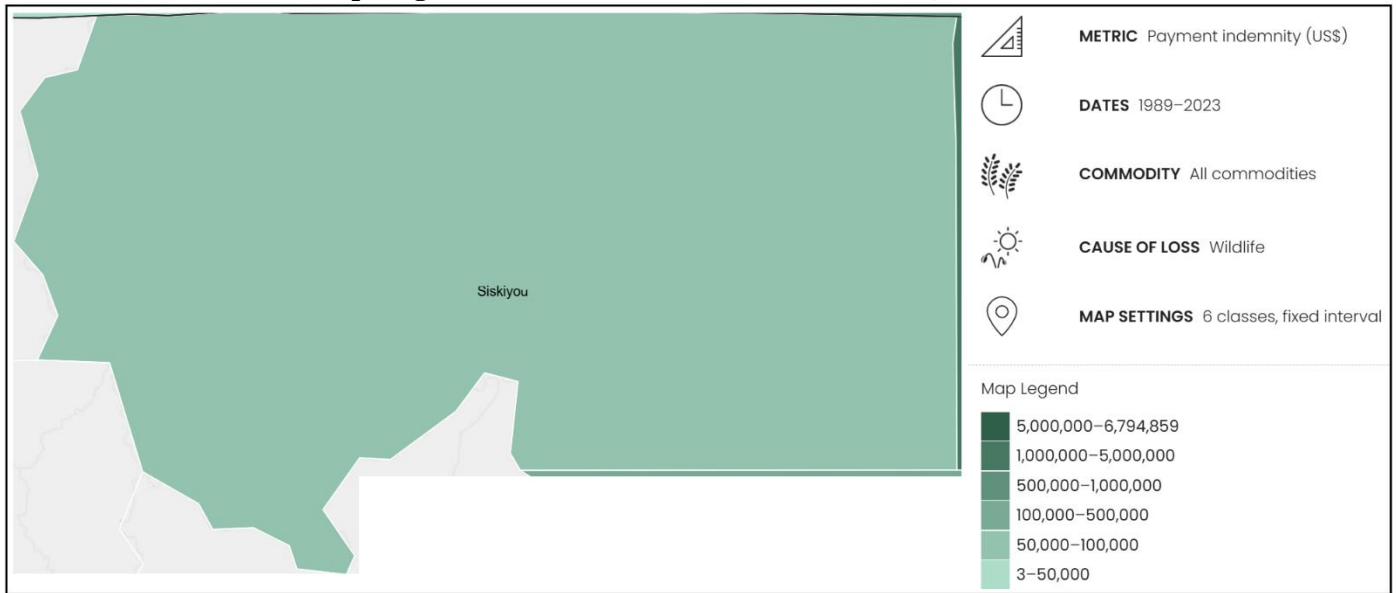 Siskiyou
METRIC Payment indemnity (US$)
DATES 1989–2023
COMMODITY All commodities
CAUSE OF LOSS Wildlife
MAP SETTINGS 6 classes, fixed interval
Map Legend
5,000,000–6,794,859
1,000,000–5,000,000
500,000–1,000,000
100,000–500,000
50,000–100,000
3–50,000